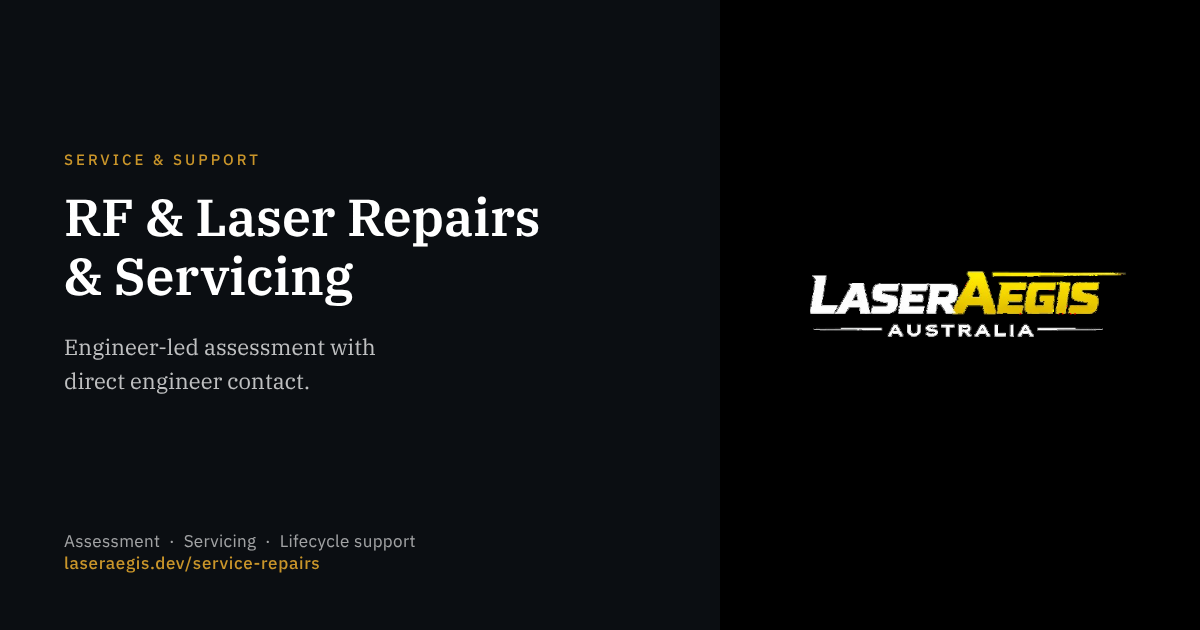 SERVICE & SUPPORT
RF & Laser Repairs
& Servicing
Engineer-led assessment with
direct engineer contact.
Assessment · Servicing · Lifecycle support
laseraegis.dev/service-repairs
LASERAEGIS
AUSTRALIA